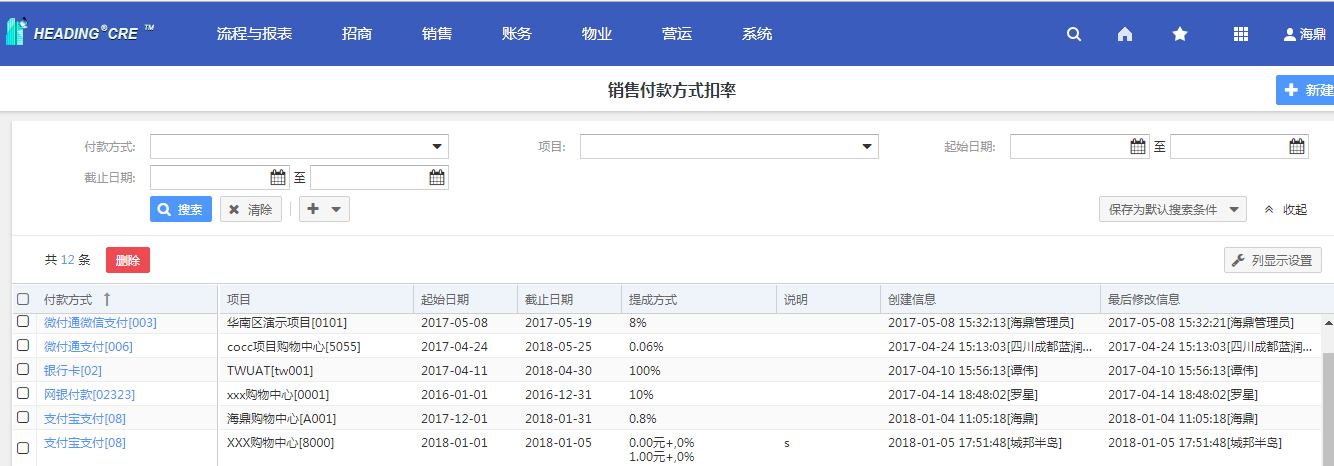 HEADING®CRE ™ 流程与报表 招商 销售 账务 物业 营运 系统 海鼎
销售付款方式扣率 新建
付款方式: 项目: 起始日期: 至
截止日期: 至
搜索 清除 保存为默认搜索条件 收起
共 12 条 删除 列显示设置
付款方式 项目 起始日期 截止日期 提成方式 说明 创建信息 最后修改信息
微付通微信支付[003] 华南区演示项目[0101] 2017-05-08 2017-05-19 8% 2017-05-08 15:32:13[海鼎管理员] 2017-05-08 15:32:21[海鼎管理员]
微付通支付[006] cocc项目购物中心[5055] 2017-04-24 2018-05-25 0.06% 2017-04-24 15:13:03[四川成都蓝润... 2017-04-24 15:13:03[四川成都蓝润...
银行卡[02] TWUAT[tw001] 2017-04-11 2018-04-30 100% 2017-04-10 15:56:13[谭伟] 2017-04-10 15:56:13[谭伟]
网银付款[02323] xxx购物中心[0001] 2016-01-01 2016-12-31 10% 2017-04-14 18:48:02[罗星] 2017-04-14 18:48:02[罗星]
支付宝支付[08] 海鼎购物中心[A001] 2017-12-01 2018-01-31 0.8% 2018-01-04 11:05:18[海鼎] 2018-01-04 11:05:18[海鼎]
支付宝支付[08] XXX购物中心[8000] 2018-01-01 2018-01-05 0.00元+,0% s 2018-01-05 17:51:48[城邦半岛] 2018-01-05 17:51:48[城邦半岛]
1.00元+,0%